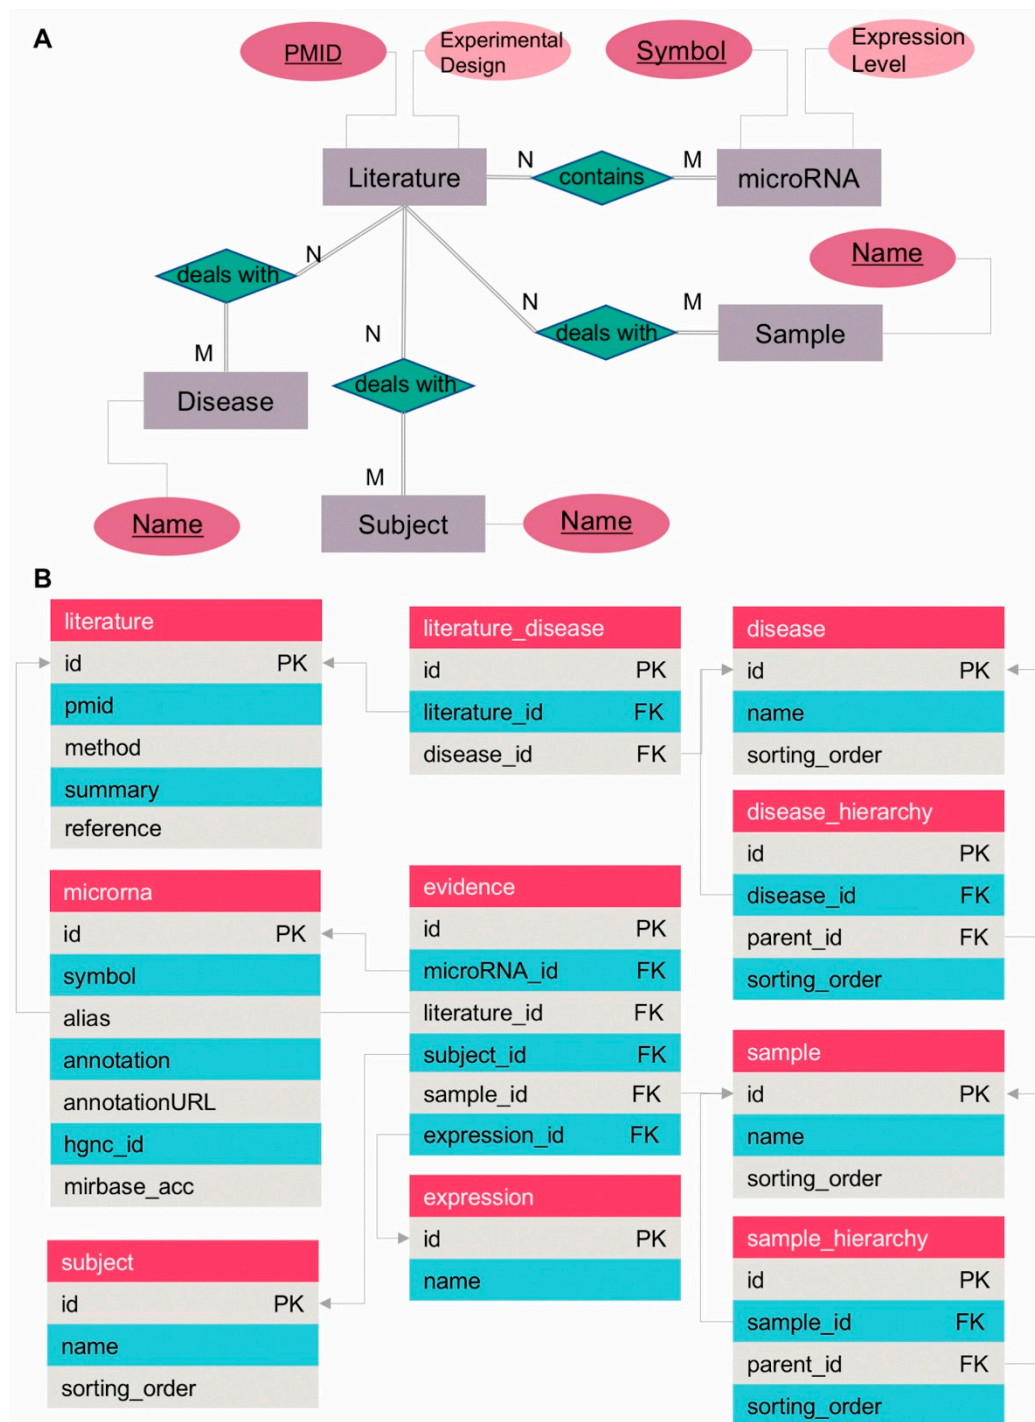 A
PMID
Experimental
Design
Symbol
Expression
Level
Literature
N
contains
M
microRNA
deals with
N
Name
N
N
deals with
M
Sample
M
deals with
Disease
M
Name
Subject
Name
B
literature
id PK
pmid
method
summary
reference
literature_disease
id PK
literature_id FK
disease_id FK
disease
id PK
name
sorting_order
disease_hierarchy
id PK
disease_id FK
parent_id FK
sorting_order
microrna
id PK
symbol
alias
annotation
annotationURL
hgnc_id
mirbase_acc
evidence
id PK
microRNA_id FK
literature_id FK
subject_id FK
sample_id FK
expression_id FK
sample
id PK
name
sorting_order
expression
id PK
name
subject
id PK
name
sorting_order
sample_hierarchy
id PK
sample_id FK
parent_id FK
sorting_order